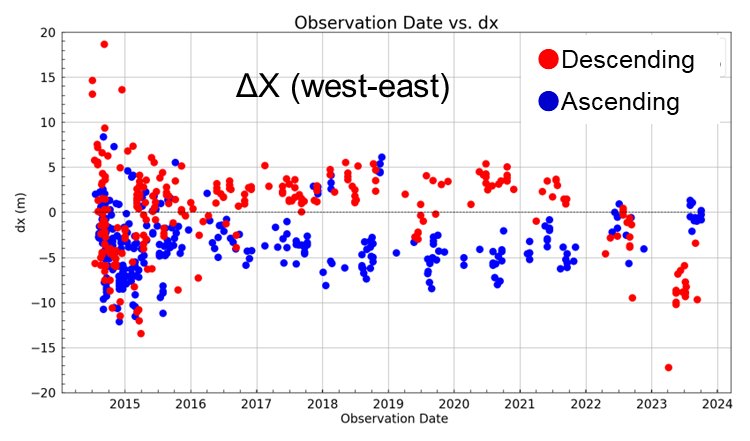 Observation Date vs. dx
ΔX (west-east)
Descending
Ascending
dx (m)
20
15
10
5
0
−5
−10
−15
−20
2015 2016 2017 2018 2019 2020 2021 2022 2023 2024
Observation Date